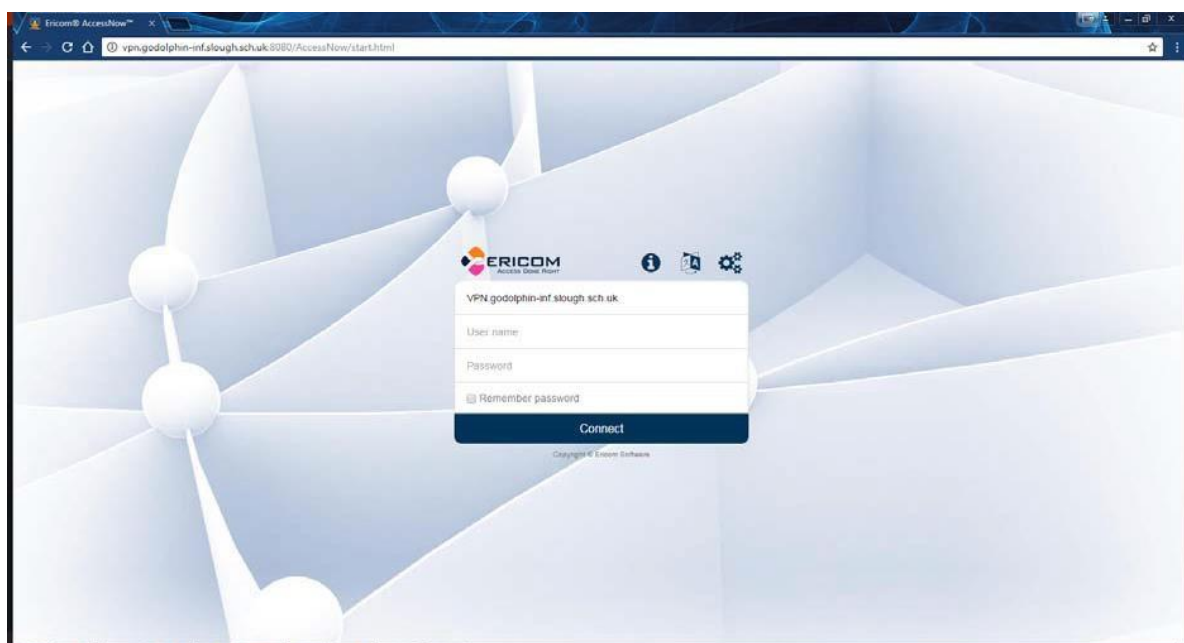 Ericom® AccessNow™
vpn.godolphin-inf.slough.sch.uk:8080/AccessNow/start.html
ERICOM
Access Done Right
VPN.godolphin-inf.slough.sch.uk
User name
Password
Remember password
Connect
Copyright © Ericom Software